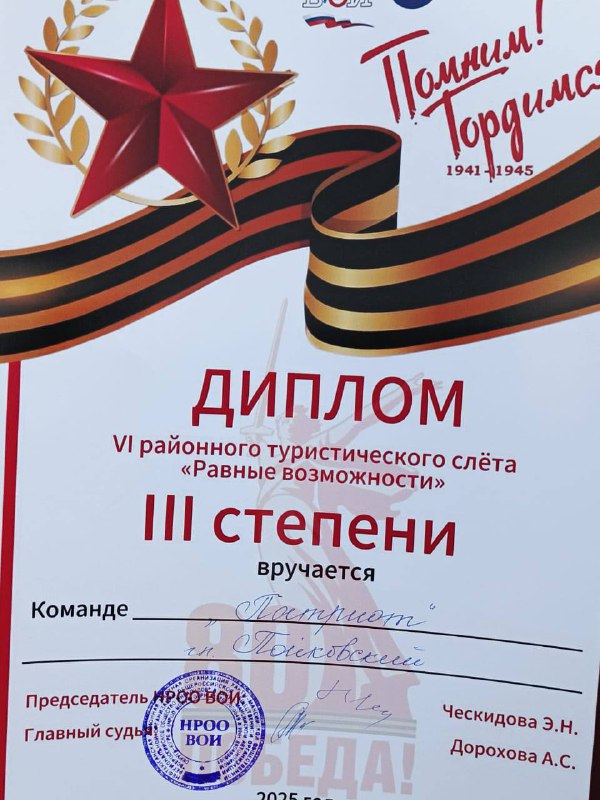 ВОИ
Помним!
Гордимся
1941 - 1945
ДИПЛОМ
VI районного туристического слёта
«Равные возможности»
III степени
вручается
Команде „Патриот“
гп. Пойковский
80
Председатель НРОО ВОИ
Ческидова Э.Н.
Главный судья
Дорохова А.С.
НРОО
ВОИ
ПОБЕДА!
2025 год